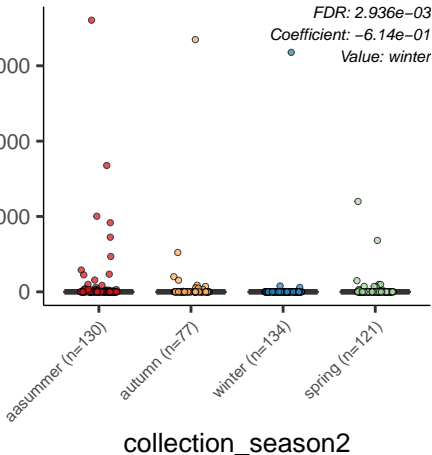 FDR: 2.936e−03
Coefficient: −6.14e−01
Value: winter
000
000
000
0
aasummer (n=130)
autumn (n=77)
winter (n=134)
spring (n=121)
collection_season2